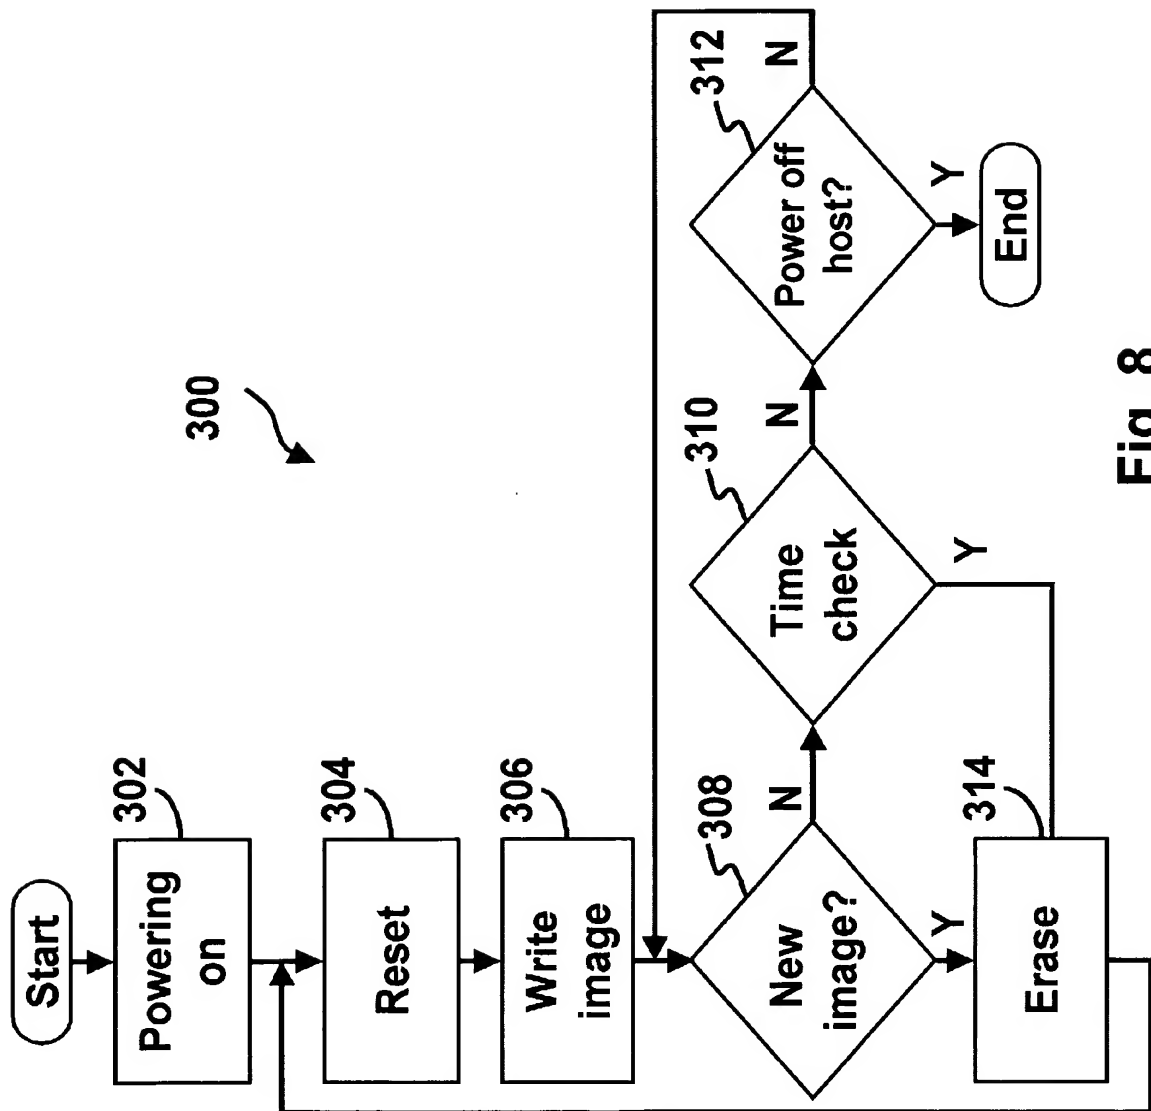 300
Start
302
Powering
on
304
Reset
306
Write
image
308
New
image?
N
Y
310
Time
check
N
Y
312
Power off
host?
N
Y
End
314
Erase
Fig. 8